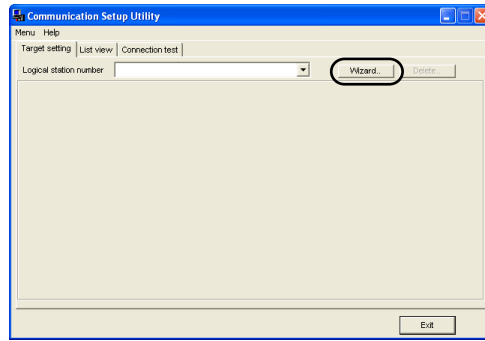 Communication Setup Utility
Menu Help
Target setting List view Connection test
Logical station number Wizard.. Delete..
Exit